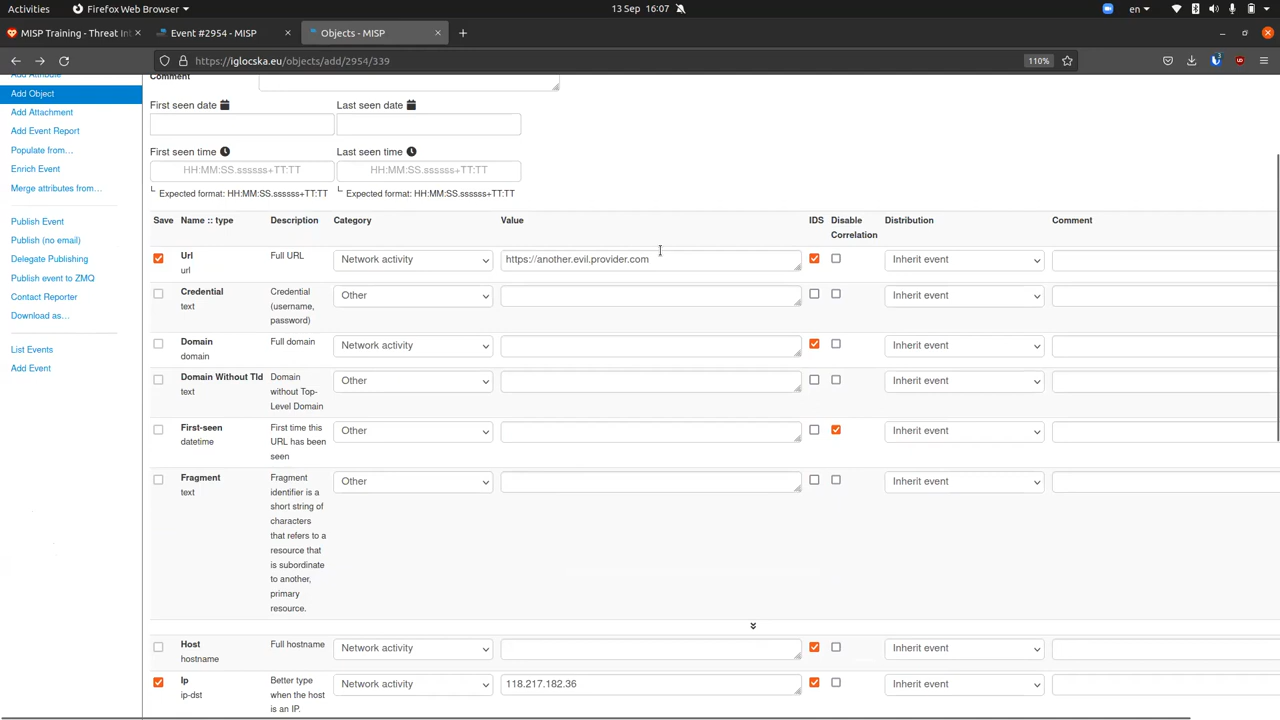 Activities
Firefox Web Browser
13 Sep 16:07
en
MISP Training - Threat Int
Event #2954 - MISP
Objects - MISP
https://iglocska.eu/objects/add/2954/339
110%
Add Attribute
Add Object
Add Attachment
Add Event Report
Populate from...
Enrich Event
Merge attributes from...
Publish Event
Publish (no email)
Delegate Publishing
Publish event to ZMQ
Contact Reporter
Download as...
List Events
Add Event
Comment
First seen date
Last seen date
First seen time
Last seen time
HH:MM:SS.ssssss+TT:TT
HH:MM:SS.ssssss+TT:TT
Expected format: HH:MM:SS.ssssss+TT:TT
Expected format: HH:MM:SS.ssssss+TT:TT
Save Name :: type Description Category Value IDS Disable Correlation Distribution Comment
Url
url
Full URL
Network activity
https://another.evil.provider.com
Inherit event
Credential
text
Credential
(username,
password)
Other
Inherit event
Domain
domain
Full domain
Network activity
Inherit event
Domain Without Tld
text
Domain
without Top-
Level Domain
Other
Inherit event
First-seen
datetime
First time this
URL has been
seen
Other
Inherit event
Fragment
text
Fragment
identifier is a
short string of
characters
that refers to a
resource that
is subordinate
to another,
primary
resource.
Other
Inherit event
Host
hostname
Full hostname
Network activity
Inherit event
Ip
ip-dst
Better type
when the host
is an IP.
Network activity
118.217.182.36
Inherit event